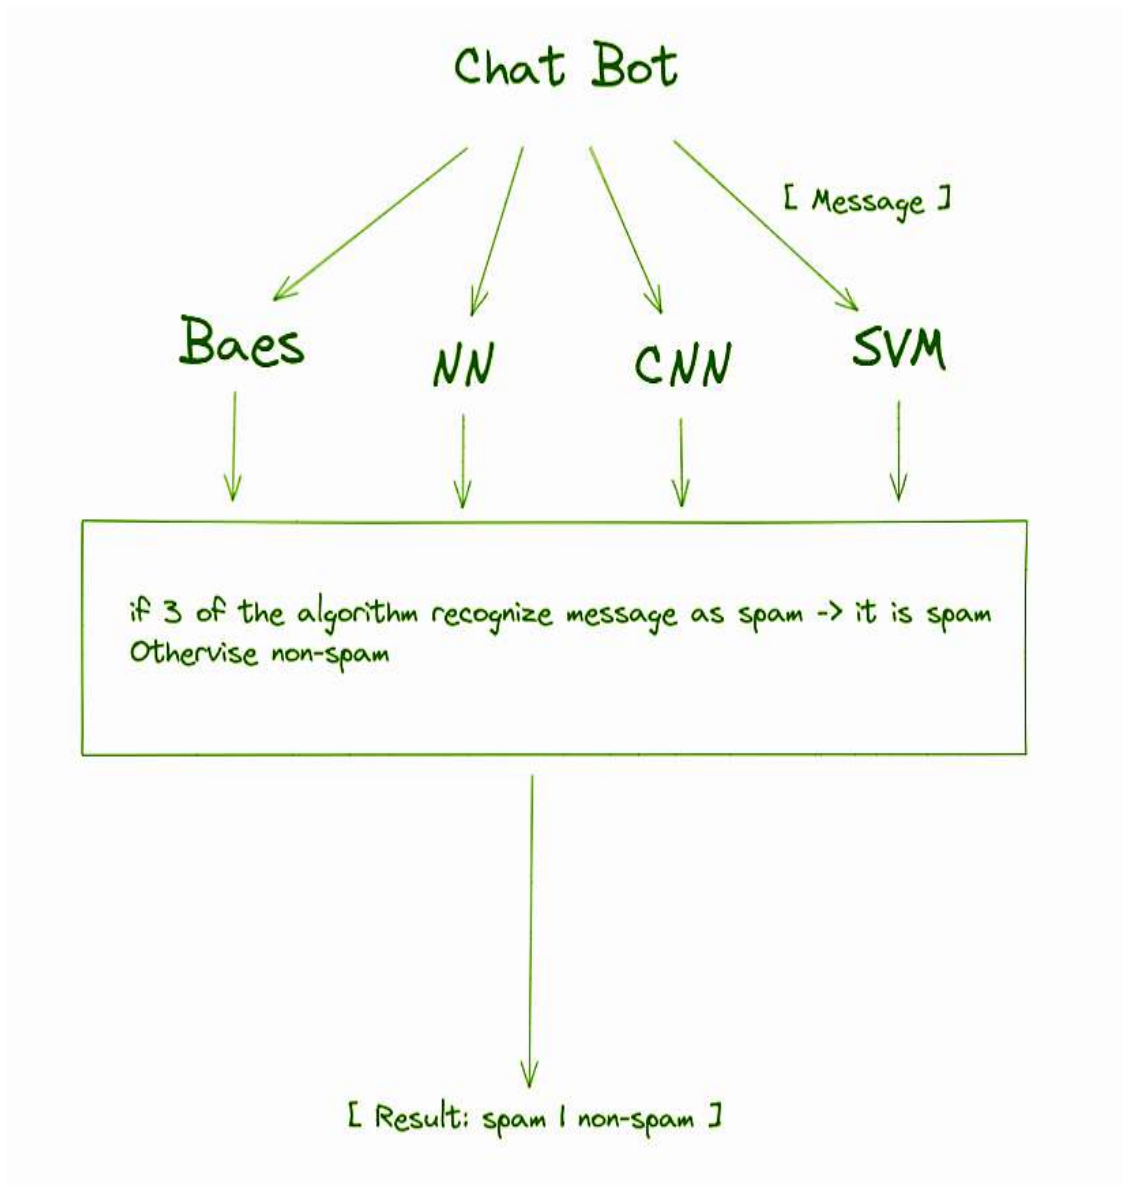 Chat Bot
[ Message ]
Baes
NN
CNN
SVM
if 3 of the algorithm recognize message as spam -> it is spam
Othervise non-spam
[ Result: spam | non-spam ]